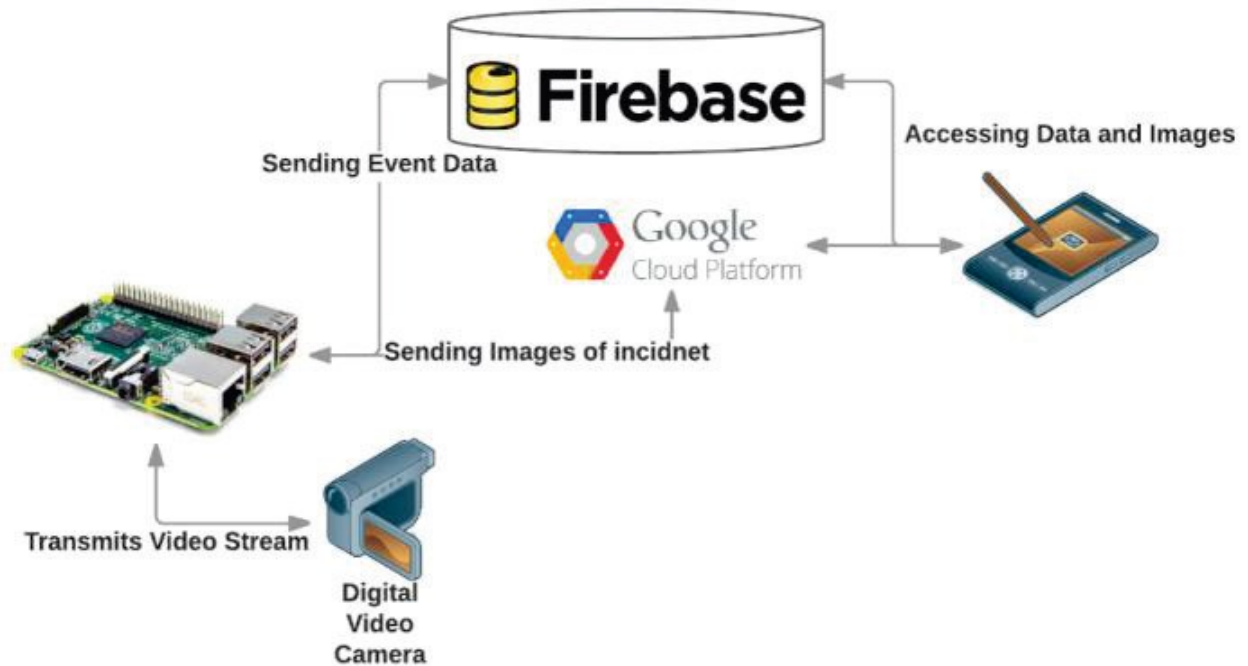 Firebase
Accessing Data and Images
Sending Event Data
Google
Cloud Platform
Sending Images of incidnet
Transmits Video Stream
Digital
Video
Camera